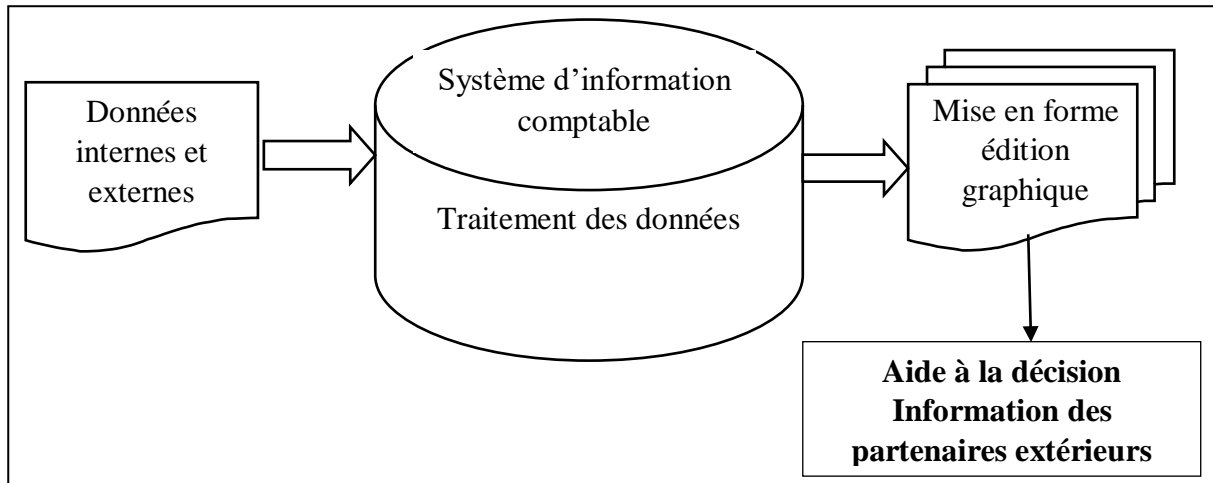 Données
internes et
externes
Système d’information
comptable
Traitement des données
Mise en forme
édition
graphique
Aide à la décision
Information des
partenaires extérieurs